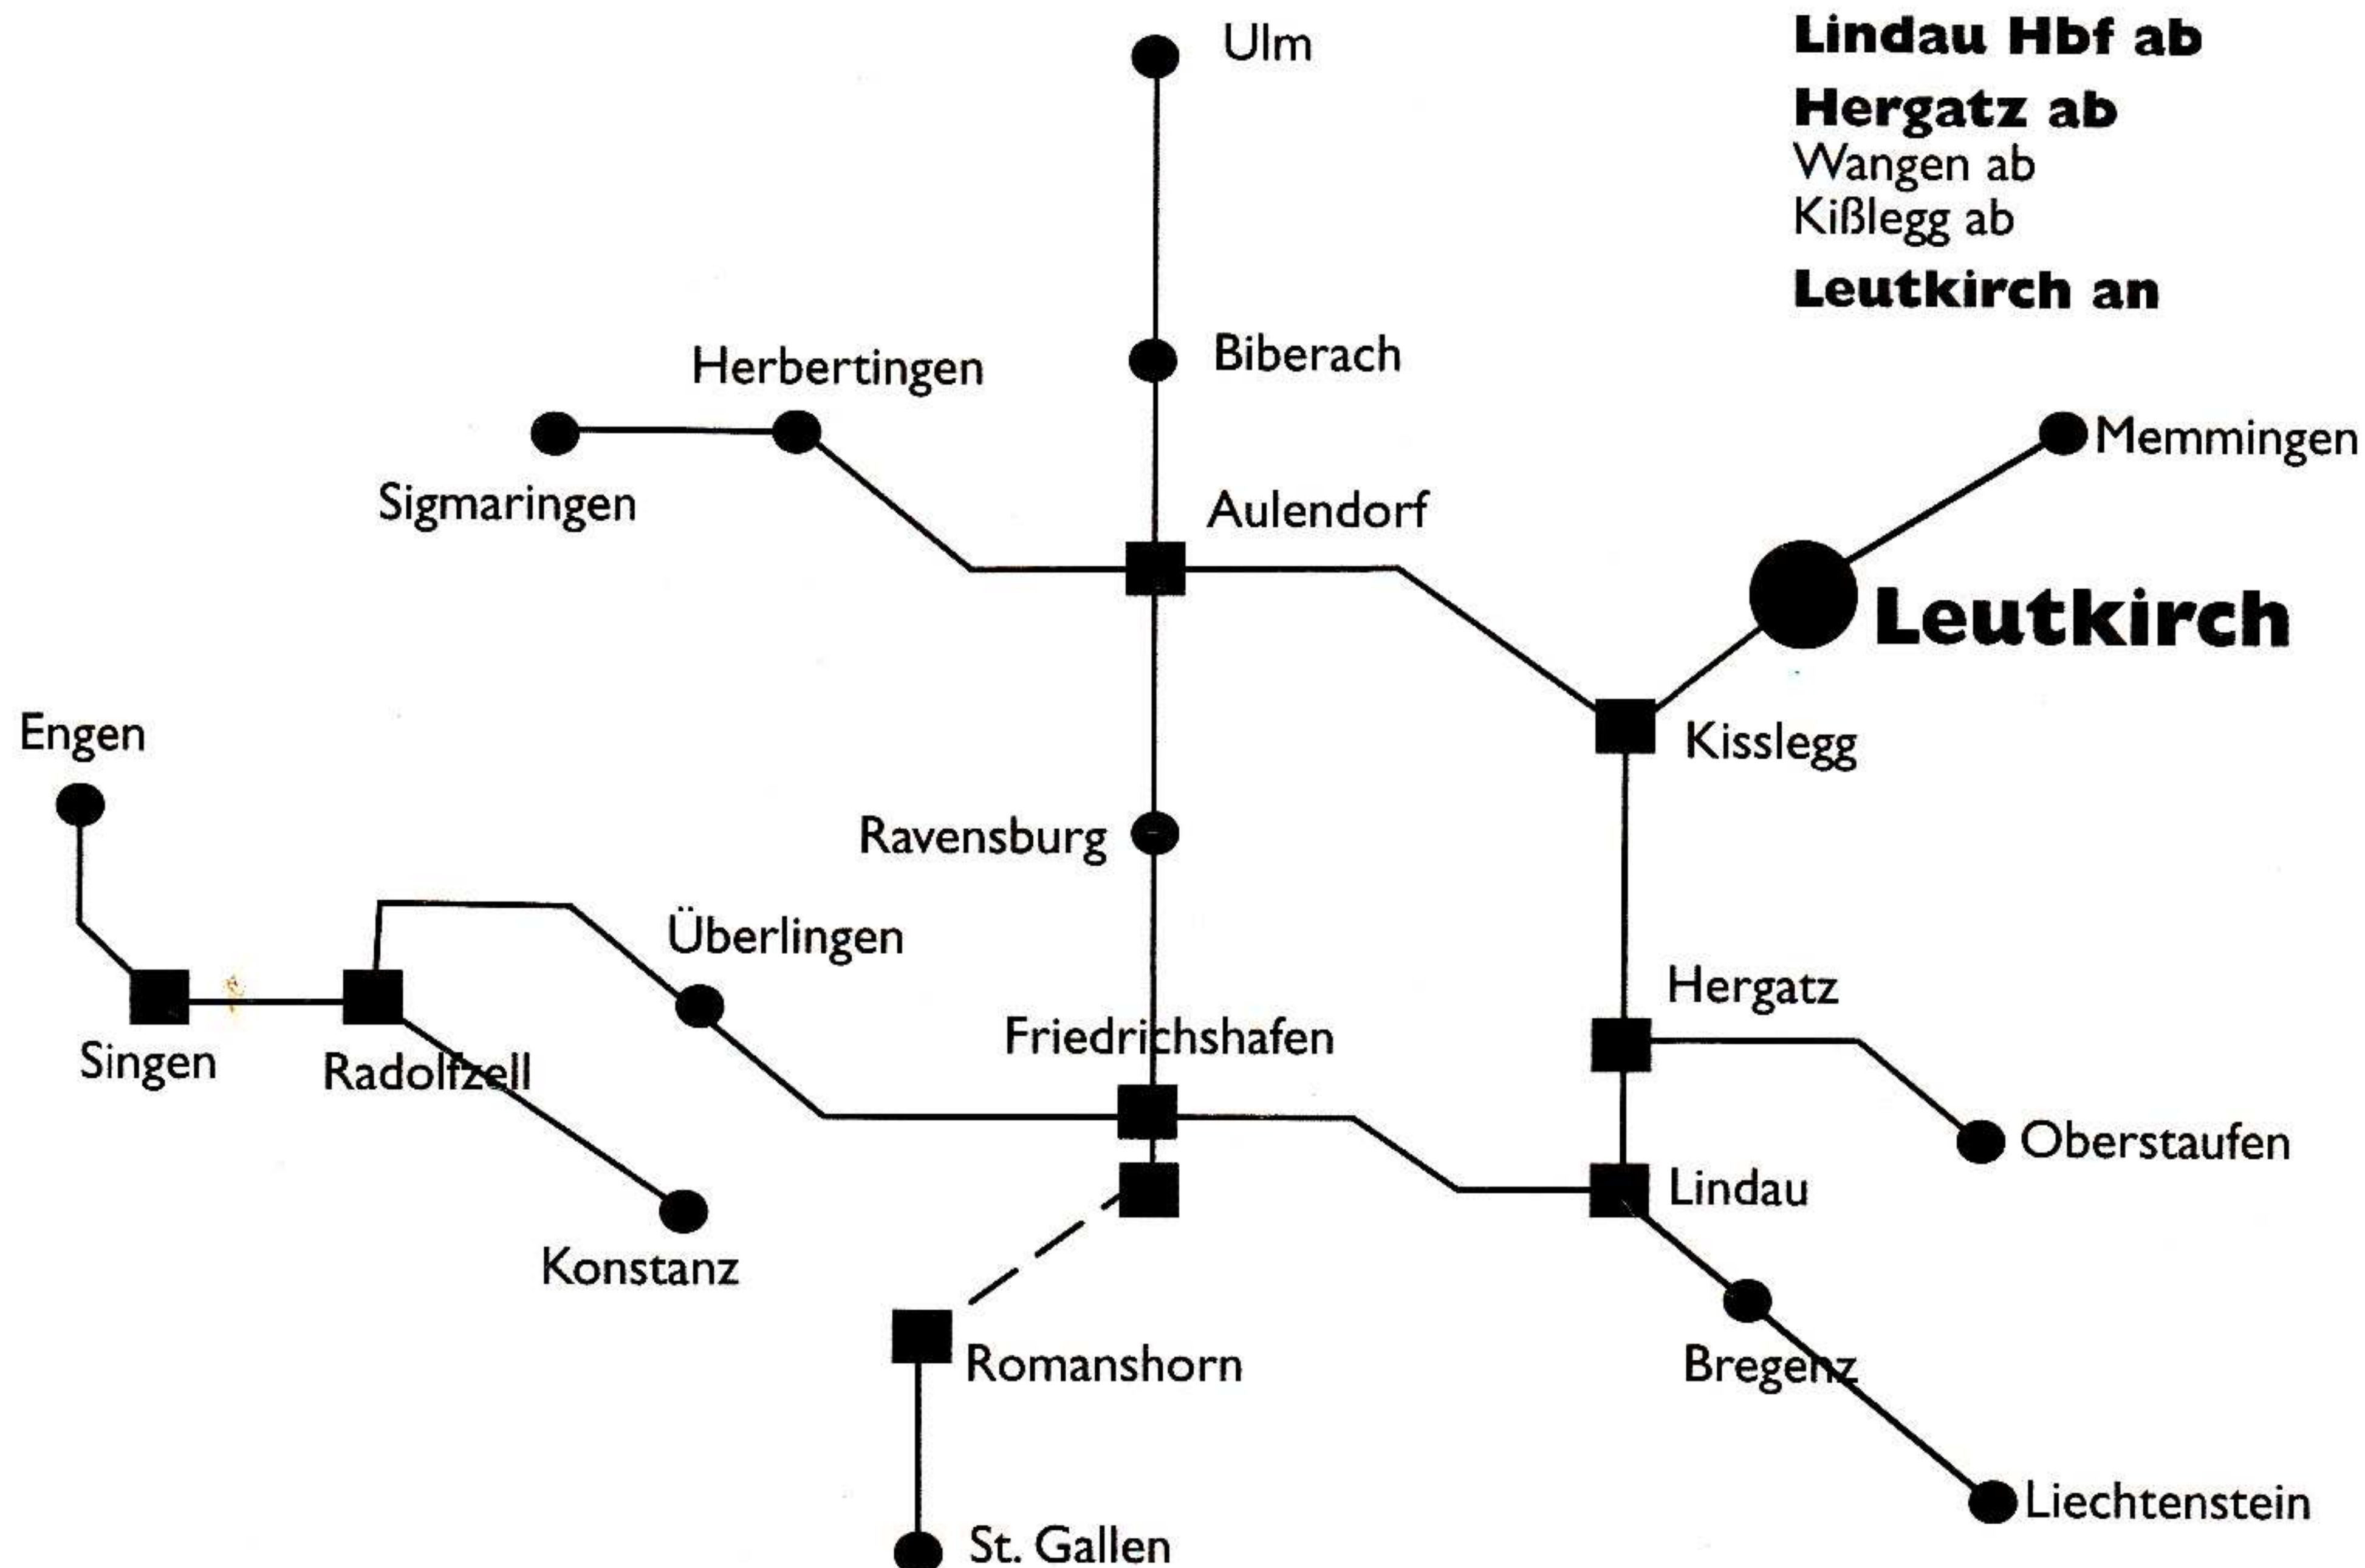 Ulm
Lindau Hbf ab
Hergatz ab
Wangen ab
Kißlegg ab
Leutkirch an
Herbertingen
Biberach
Memmingen
Sigmaringen
Aulendorf
Leutkirch
Engen
Kisslegg
Ravensburg
Überlingen
Hergatz
Singen
Radolfzell
Friedrichshafen
Oberstaufen
Lindau
Konstanz
Romanshorn
Bregenz
Liechtenstein
St. Gallen